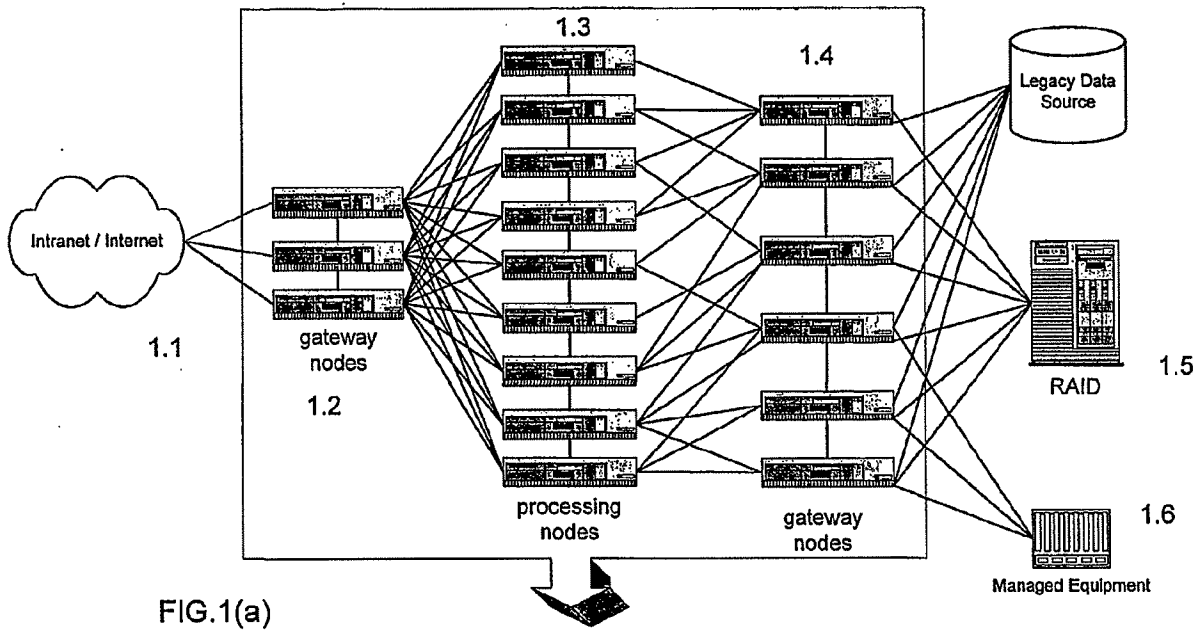 1.3
1.4
Legacy Data
Source
Intranet / Internet
1.1
gateway
nodes
1.2
RAID
1.5
processing
nodes
gateway
nodes
1.6
Managed Equipment
FIG.1(a)